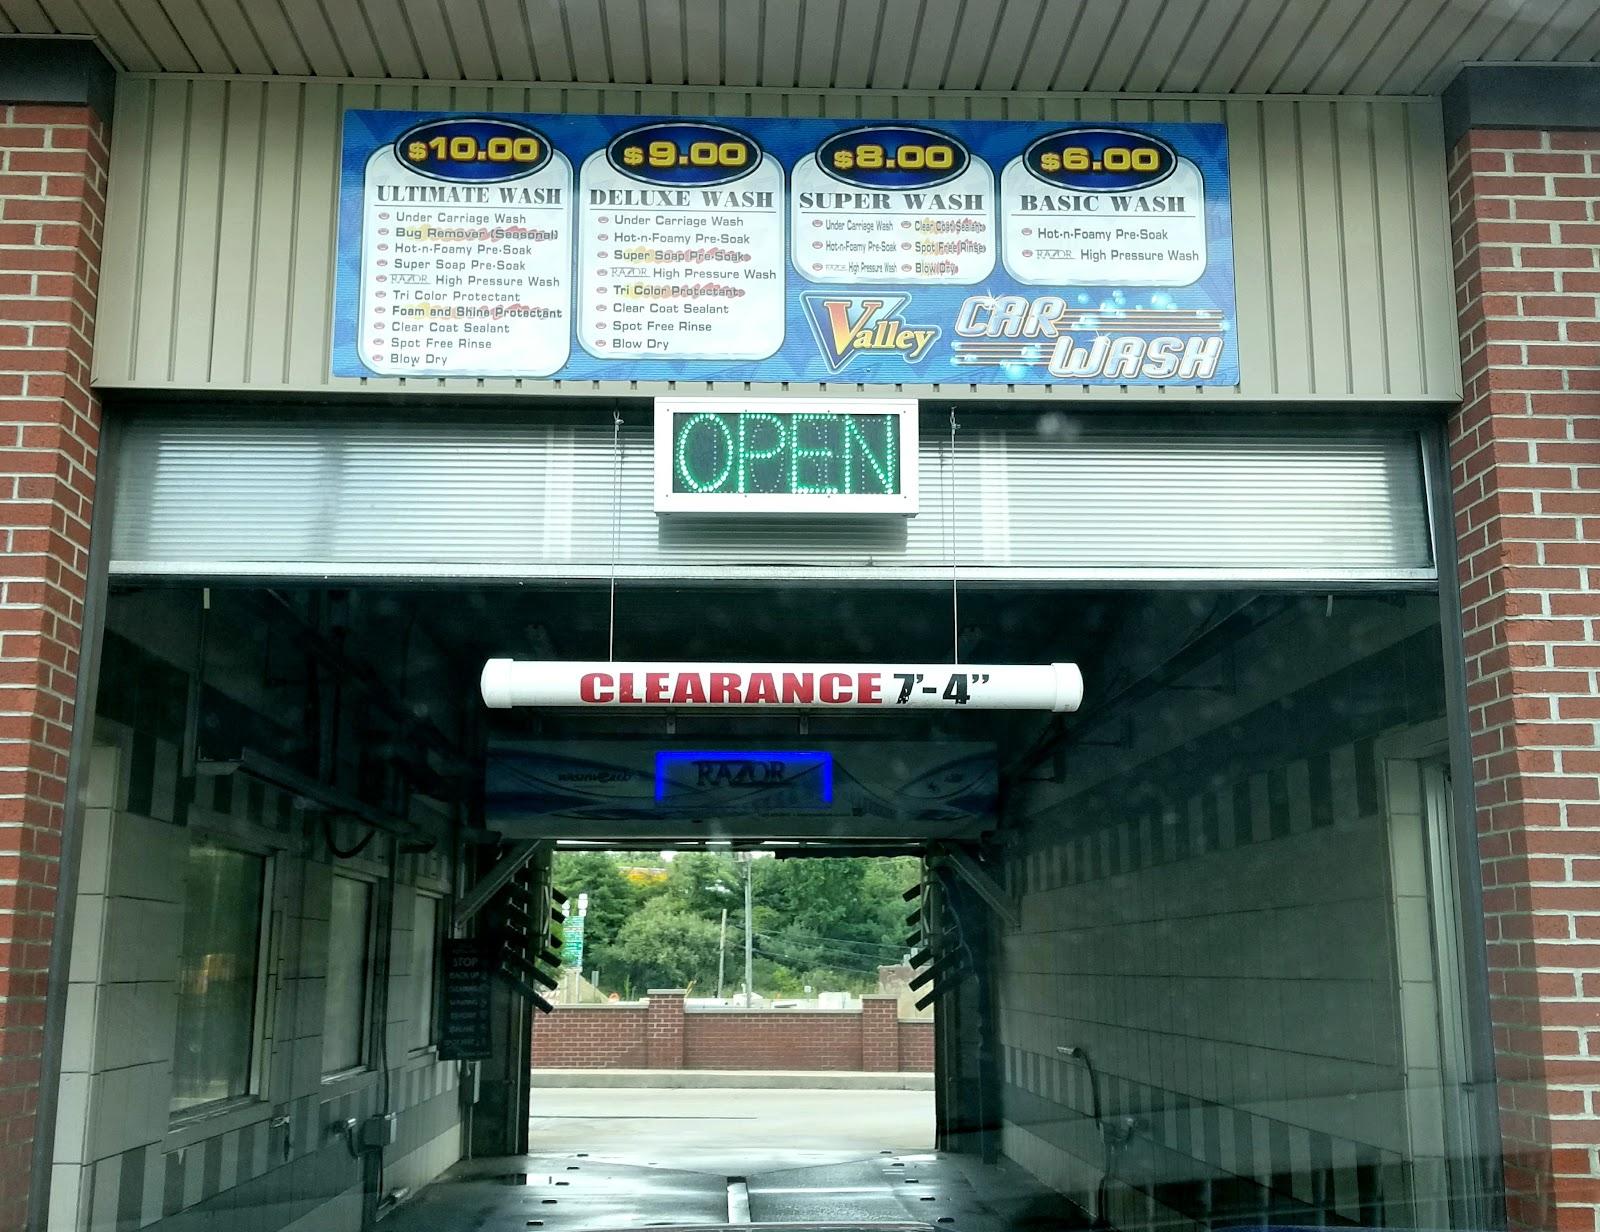 $10.00
ULTIMATE WASH
Under Carriage Wash
Bug Remover (Seasonal)
Hot-n-Foamy Pre-Soak
Super Soap Pre-Soak
RAZOR High Pressure Wash
Tri Color Protectant
Foam and Shine Protectant
Clear Coat Sealant
Spot Free Rinse
Blow Dry
$9.00
DELUXE WASH
Under Carriage Wash
Hot-n-Foamy Pre-Soak
Super Soap Pre-Soak
RAZOR High Pressure Wash
Tri Color Protectant
Clear Coat Sealant
Spot Free Rinse
Blow Dry
$8.00
SUPER WASH
Under Carriage Wash
Hot-n-Foamy Pre-Soak
RAZOR High Pressure Wash
Clear Coat Sealant
Spot Free Rinse
Blow Dry
$6.00
BASIC WASH
Hot-n-Foamy Pre-Soak
RAZOR High Pressure Wash
Valley
CAR
WASH
OPEN
CLEARANCE 7'-4"
WASHWORLD RAZOR
STOP
BACK UP